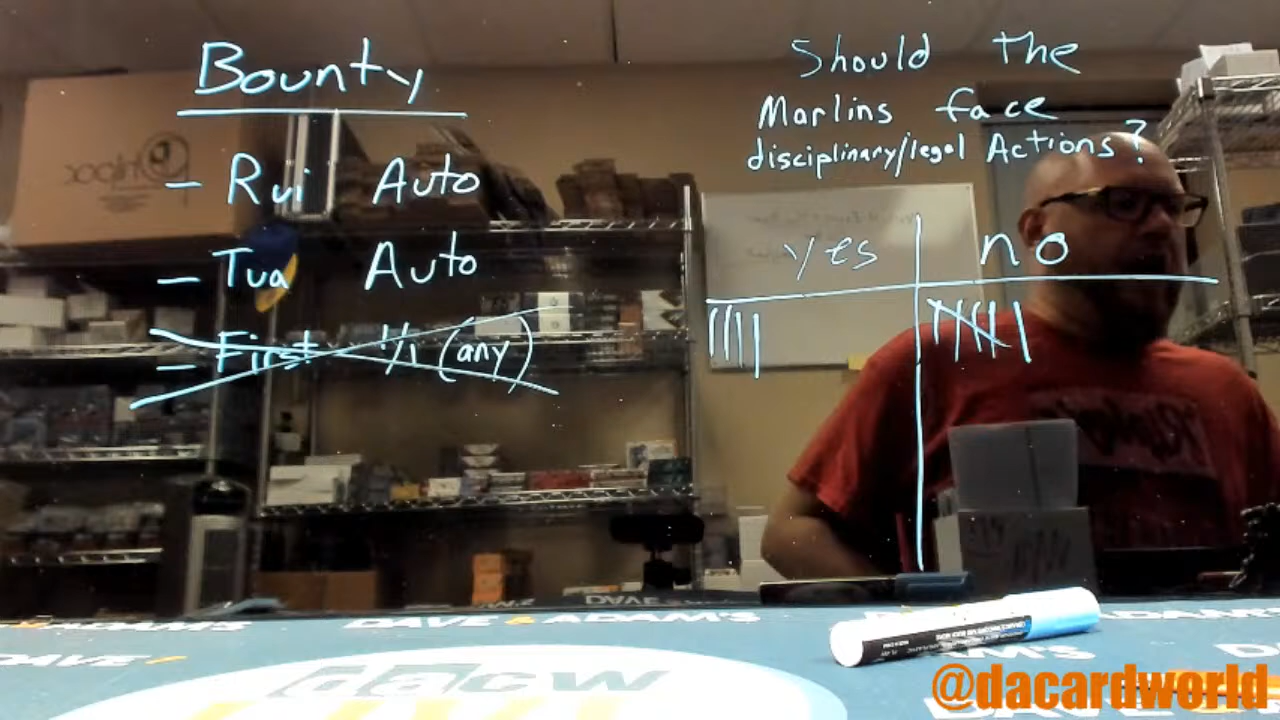 Bounty
- Rui Auto
- Tua Auto
- First 1/1 (any)
Should the
Marlins face
disciplinary/legal Actions?
yes no
DAVE & ADAM'S
DAVE
dacw
@dacardworld